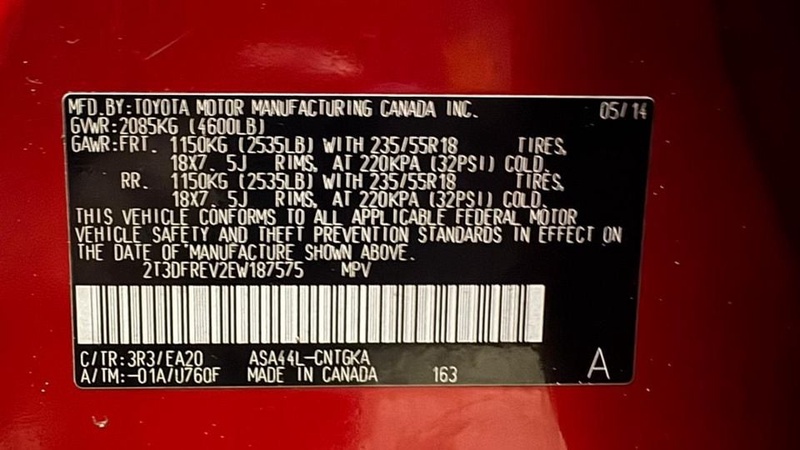 MFD. BY: TOYOTA MOTOR MANUFACTURING CANADA INC. 05/14
GVWR: 2085KG (4600LB)
GAWR: FRT. 1150KG (2535LB) WITH 235/55R18 TIRES,
18X7. 5J RIMS, AT 220KPA (32PSI) COLD.
RR. 1150KG (2535LB) WITH 235/55R18 TIRES,
18X7. 5J RIMS, AT 220KPA (32PSI) COLD.
THIS VEHICLE CONFORMS TO ALL APPLICABLE FEDERAL MOTOR
VEHICLE SAFETY AND THEFT PREVENTION STANDARDS IN EFFECT ON
THE DATE OF MANUFACTURE SHOWN ABOVE.
2T3DFREV2EW187575 MPV
C/TR: 3R3/EA20 ASA44L-CNTGKA
A/TM: -01A/U760F MADE IN CANADA 163 A